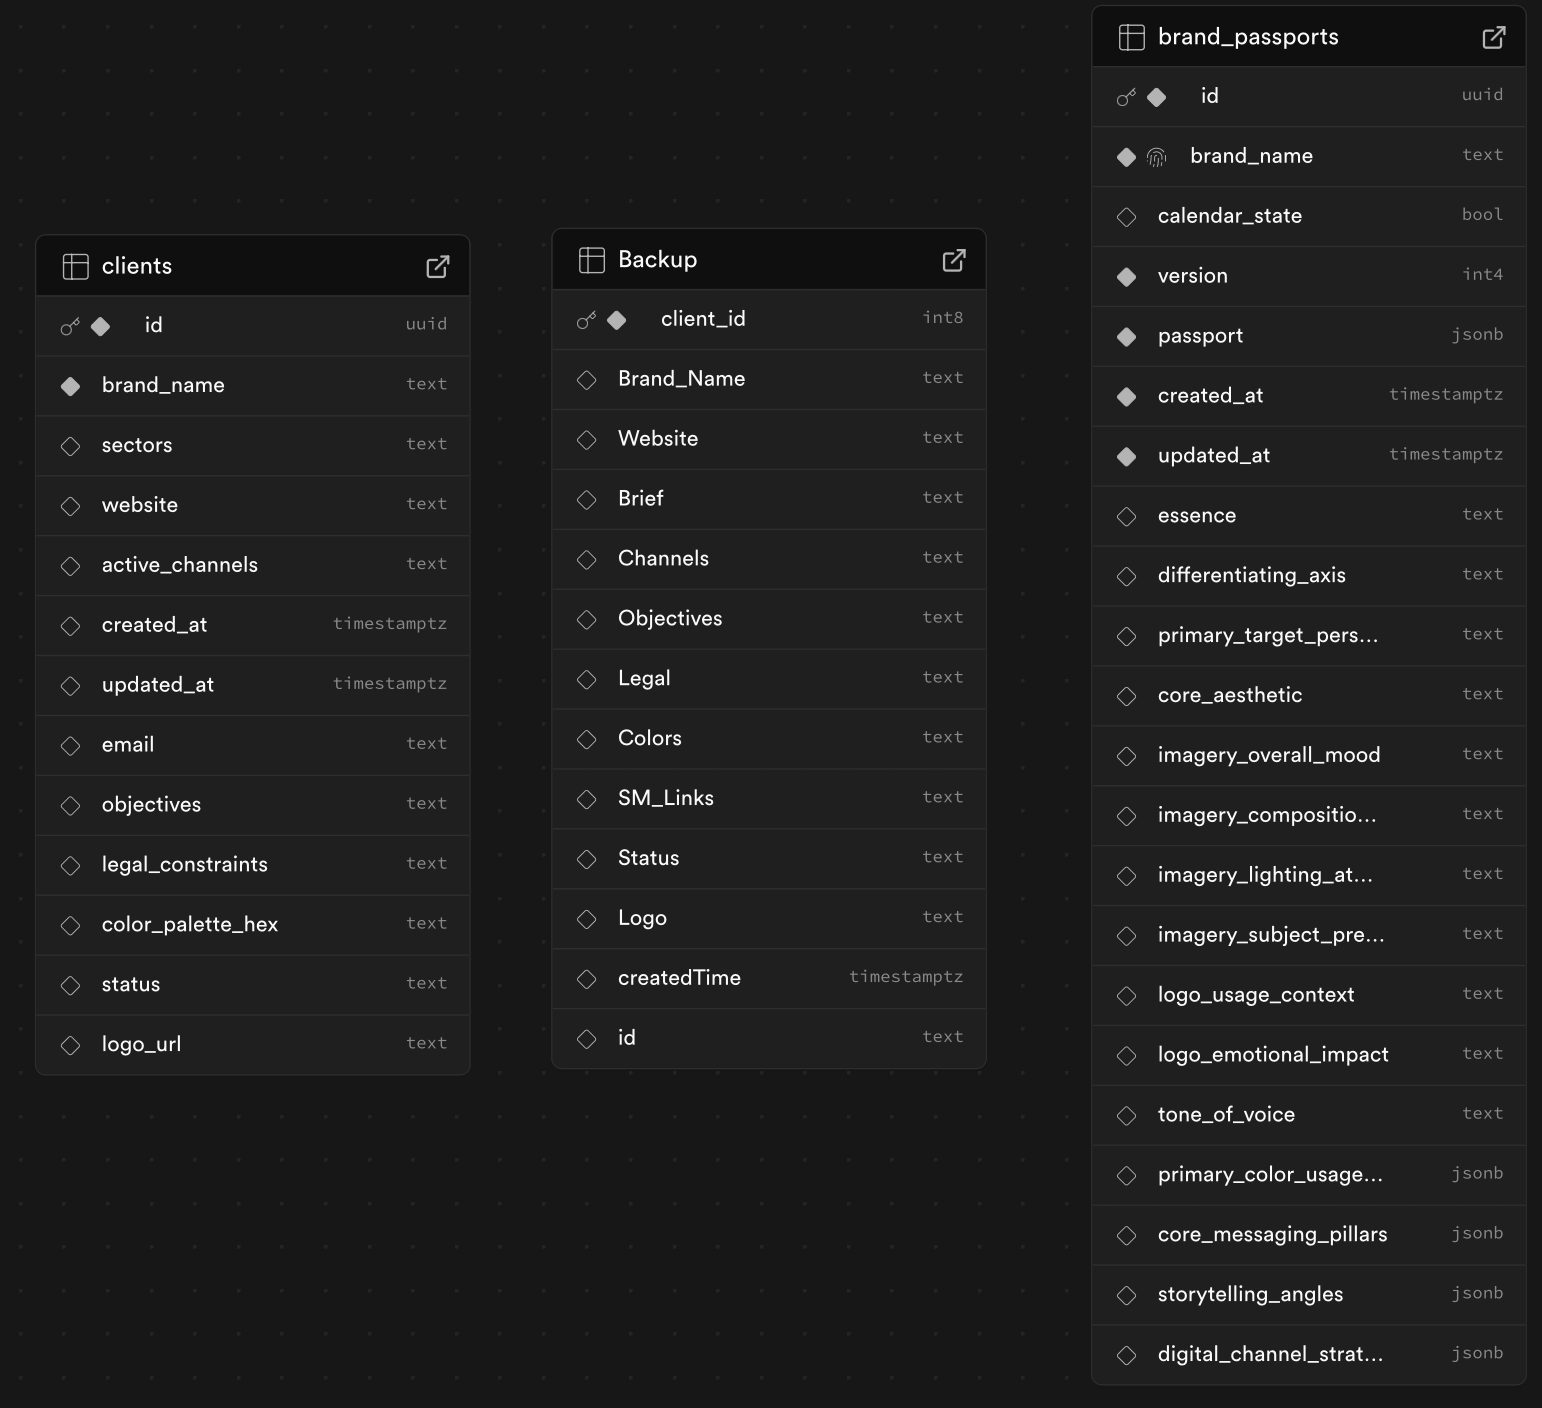 clients
id uuid
brand_name text
sectors text
website text
active_channels text
created_at timestamptz
updated_at timestamptz
email text
objectives text
legal_constraints text
color_palette_hex text
status text
logo_url text
Backup
client_id int8
Brand_Name text
Website text
Brief text
Channels text
Objectives text
Legal text
Colors text
SM_Links text
Status text
Logo text
createdTime timestamptz
id text
brand_passports
id uuid
brand_name text
calendar_state bool
version int4
passport jsonb
created_at timestamptz
updated_at timestamptz
essence text
differentiating_axis text
primary_target_pers... text
core_aesthetic text
imagery_overall_mood text
imagery_compositio... text
imagery_lighting_at... text
imagery_subject_pre... text
logo_usage_context text
logo_emotional_impact text
tone_of_voice text
primary_color_usage... jsonb
core_messaging_pillars jsonb
storytelling_angles jsonb
digital_channel_strat... jsonb